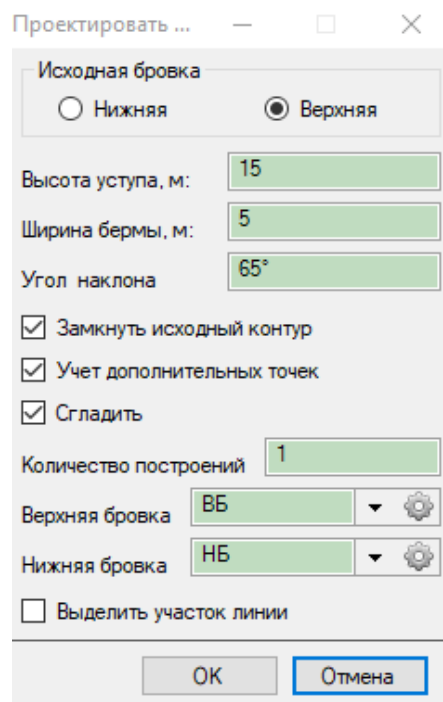 Проектировать ...
Исходная бровка
Нижняя Верхняя
Высота уступа, м: 15
Ширина бермы, м: 5
Угол наклона 65°
Замкнуть исходный контур
Учет дополнительных точек
Сгладить
Количество построений 1
Верхняя бровка ВБ
Нижняя бровка НБ
Выделить участок линии
OK Отмена